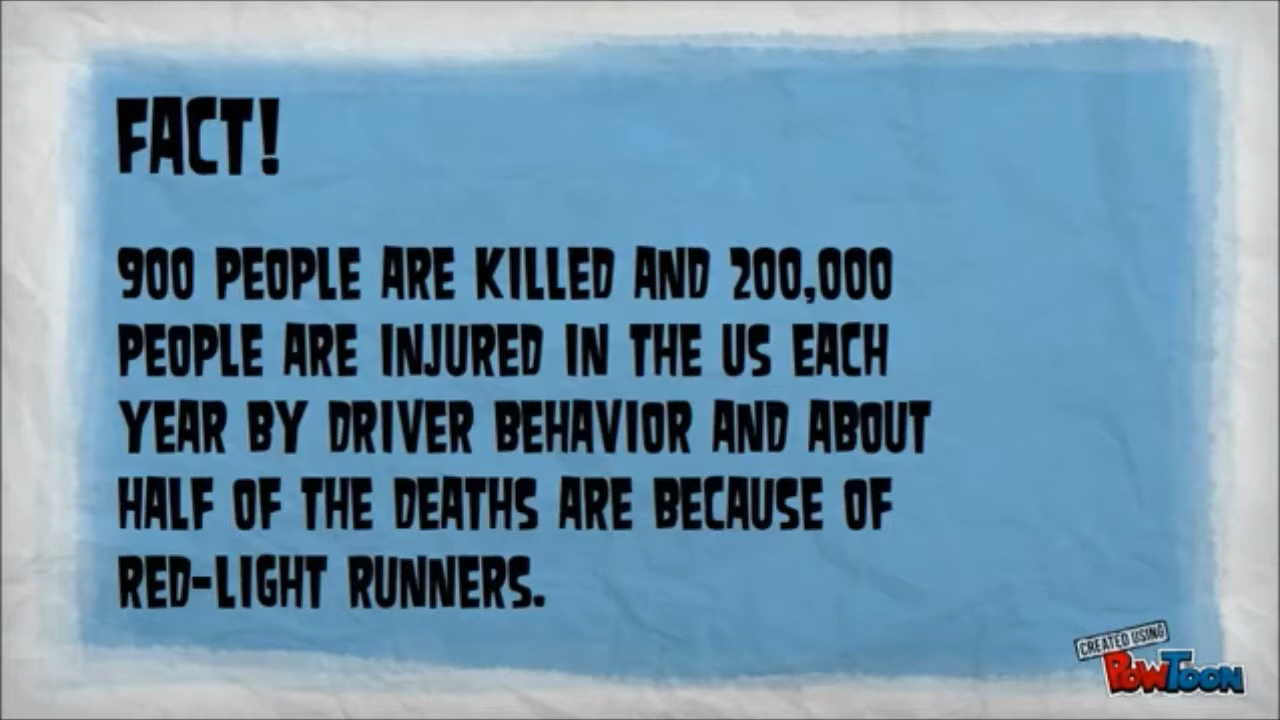 FACT!
900 PEOPLE ARE KILLED AND 200,000
PEOPLE ARE INJURED IN THE US EACH
YEAR BY DRIVER BEHAVIOR AND ABOUT
HALF OF THE DEATHS ARE BECAUSE OF
RED-LIGHT RUNNERS.
CREATED USING
POWTOON